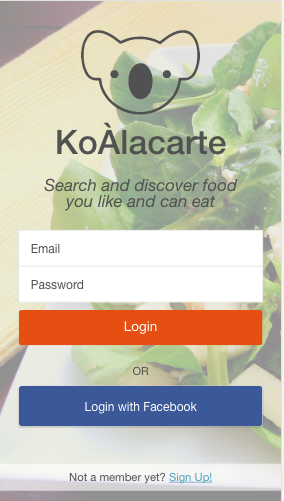 KoÀlacarte
Search and discover food
you like and can eat
Email
Password
Login
OR
Login with Facebook
Not a member yet? Sign Up!